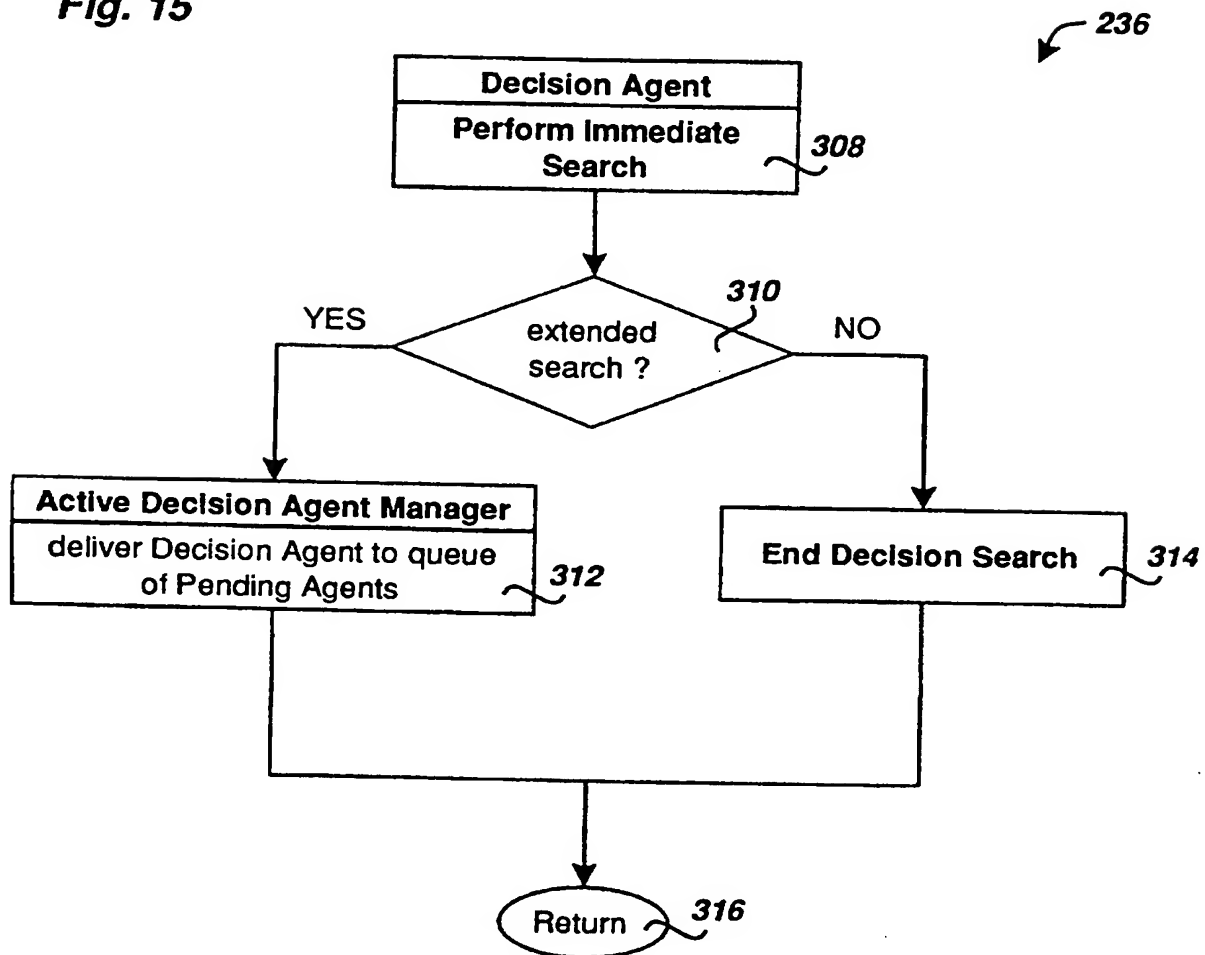 Fig. 15
236
Decision Agent
Perform Immediate
Search
308
310
YES
extended
search ?
NO
Active Decision Agent Manager
deliver Decision Agent to queue
of Pending Agents
312
End Decision Search
314
Return
316